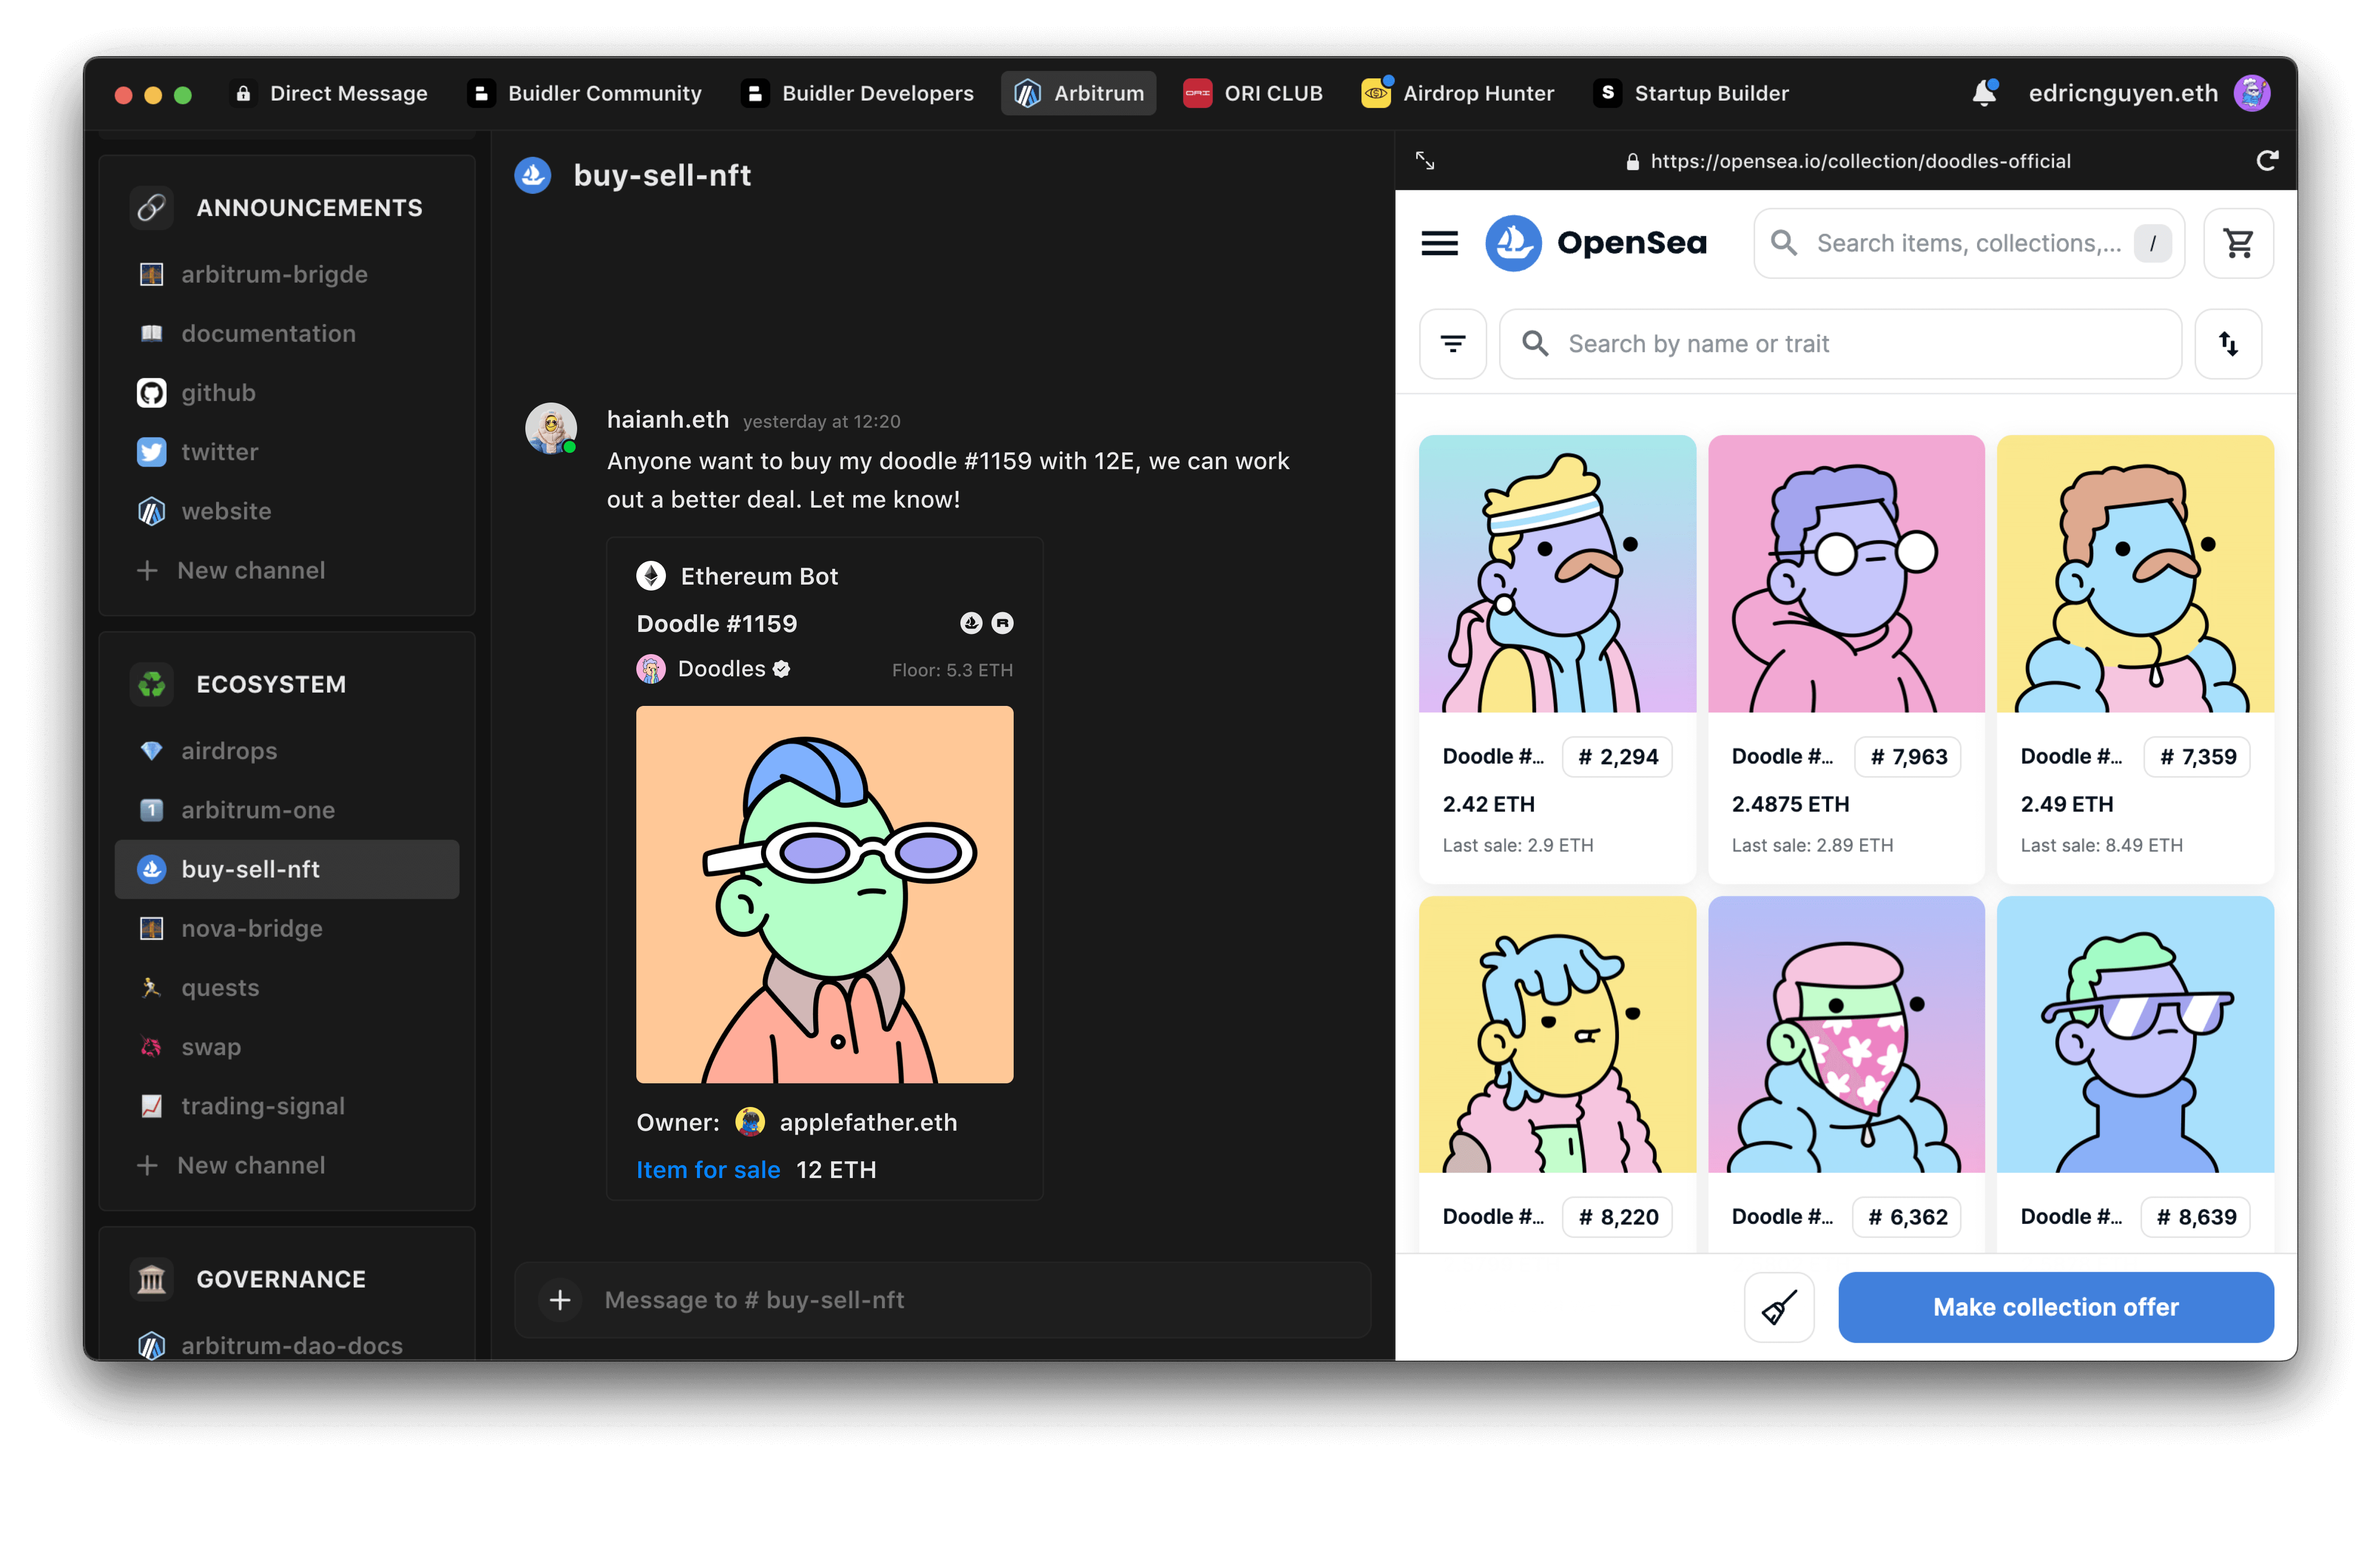 Direct Message
Buidler Community
Buidler Developers
Arbitrum
ORI CLUB
Airdrop Hunter
S Startup Builder
edricnguyen.eth
ANNOUNCEMENTS
arbitrum-brigde
documentation
github
twitter
website
+ New channel
ECOSYSTEM
airdrops
1 arbitrum-one
buy-sell-nft
nova-bridge
quests
swap
trading-signal
+ New channel
GOVERNANCE
arbitrum-dao-docs
buy-sell-nft
haianh.eth yesterday at 12:20
Anyone want to buy my doodle #1159 with 12E, we can work
out a better deal. Let me know!
Ethereum Bot
Doodle #1159
Doodles
Floor: 5.3 ETH
Owner: applefather.eth
Item for sale 12 ETH
+ Message to # buy-sell-nft
https://opensea.io/collection/doodles-official
OpenSea
Search items, collections,... /
Search by name or trait
Doodle #... # 2,294
2.42 ETH
Last sale: 2.9 ETH
Doodle #... # 7,963
2.4875 ETH
Last sale: 2.89 ETH
Doodle #... # 7,359
2.49 ETH
Last sale: 8.49 ETH
Doodle #... # 8,220
Doodle #... # 6,362
Doodle #... # 8,639
Make collection offer